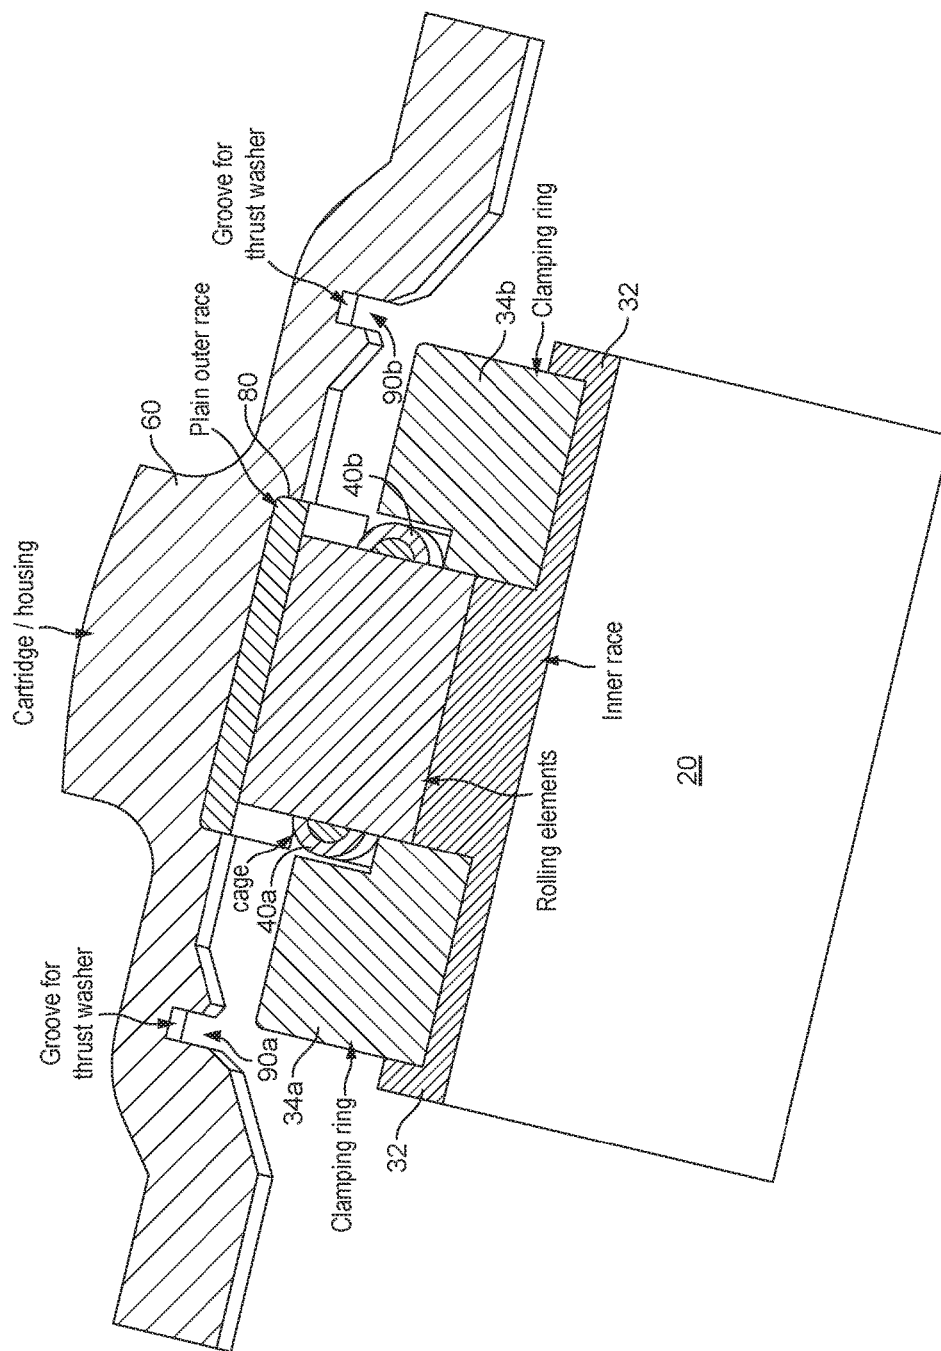 Cartridge / housing
60
Plain outer race
80
Groove for
thrust washer
90b
Groove for
thrust washer
90a
cage
40a
40b
34b
Clamping ring
32
34a
Clamping ring
32
Rolling elements
Inner race
20